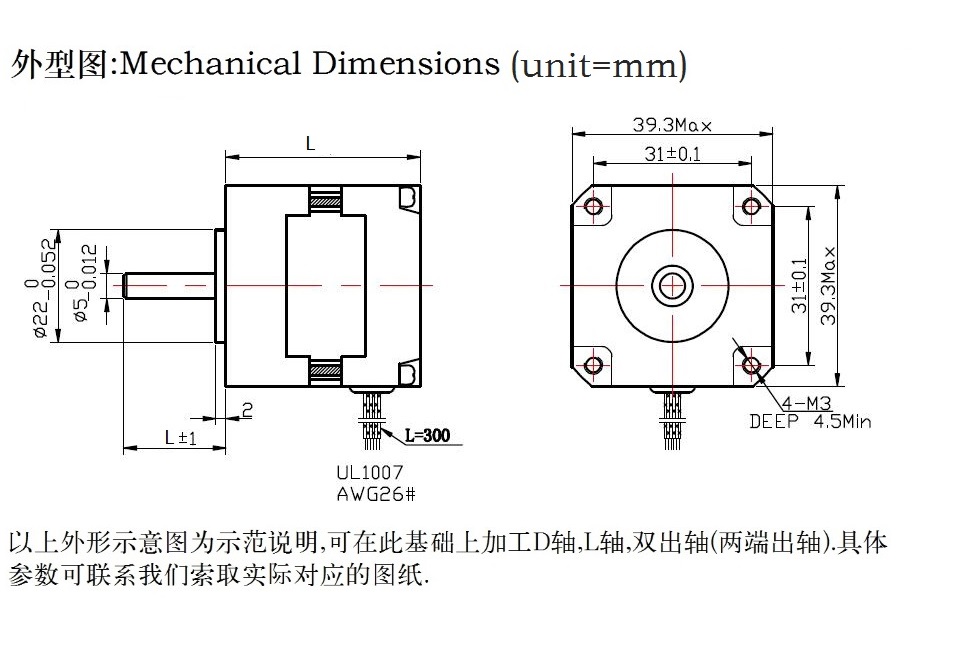 外型图:Mechanical Dimensions (unit=mm)
L
39.3Max
31±0.1
ø22 0 -0.052
ø5 0 -0.012
31±0.1
39.3Max
2
L±1
L=300
4-M3
DEEP 4.5Min
UL1007
AWG26#
以上外形示意图为示范说明,可在此基础上加工D轴,L轴,双出轴(两端出轴).具体
参数可联系我们索取实际对应的图纸.